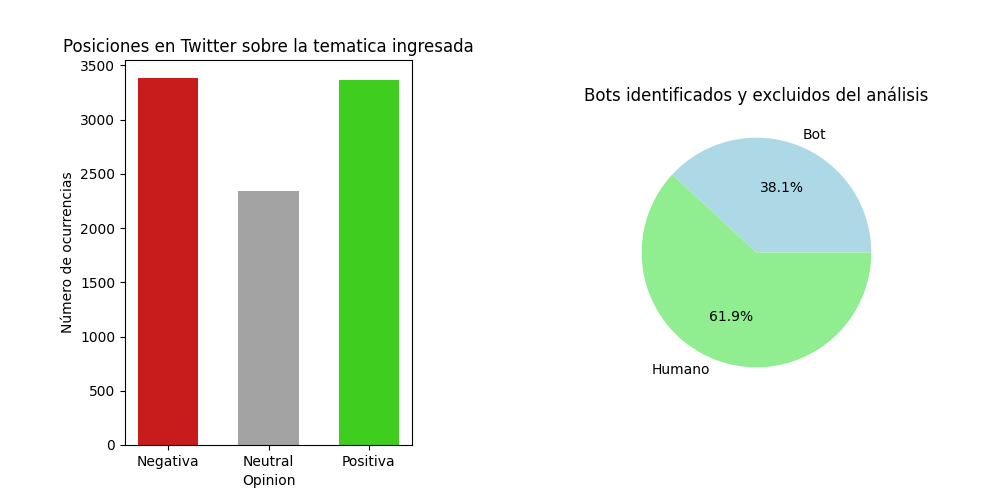 Posiciones en Twitter sobre la tematica ingresada
Número de ocurrencias
3500
3000
2500
2000
1500
1000
500
0
Negativa
Neutral
Positiva
Opinion
Bots identificados y excluidos del análisis
Bot
38.1%
61.9%
Humano